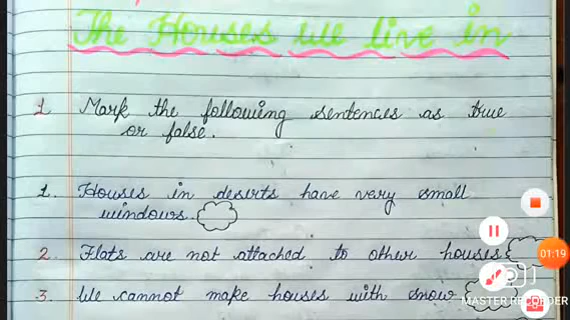 The Houses we live in
1 Mark the following sentences as true
or false.
1. Houses in deserts have very small
windows.
2. Flats are not attached to other houses
3. We cannot make houses with snow
01:19
MASTER RECORDER